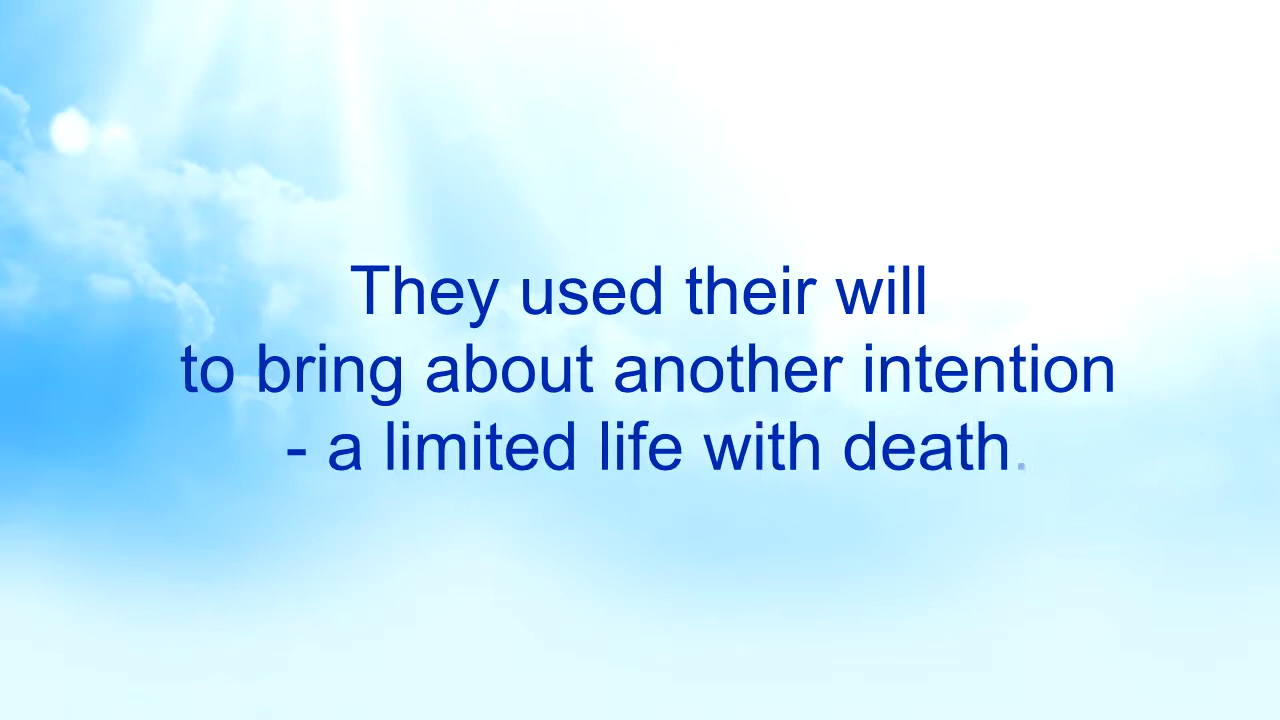 They used their will
to bring about another intention
- a limited life with death.